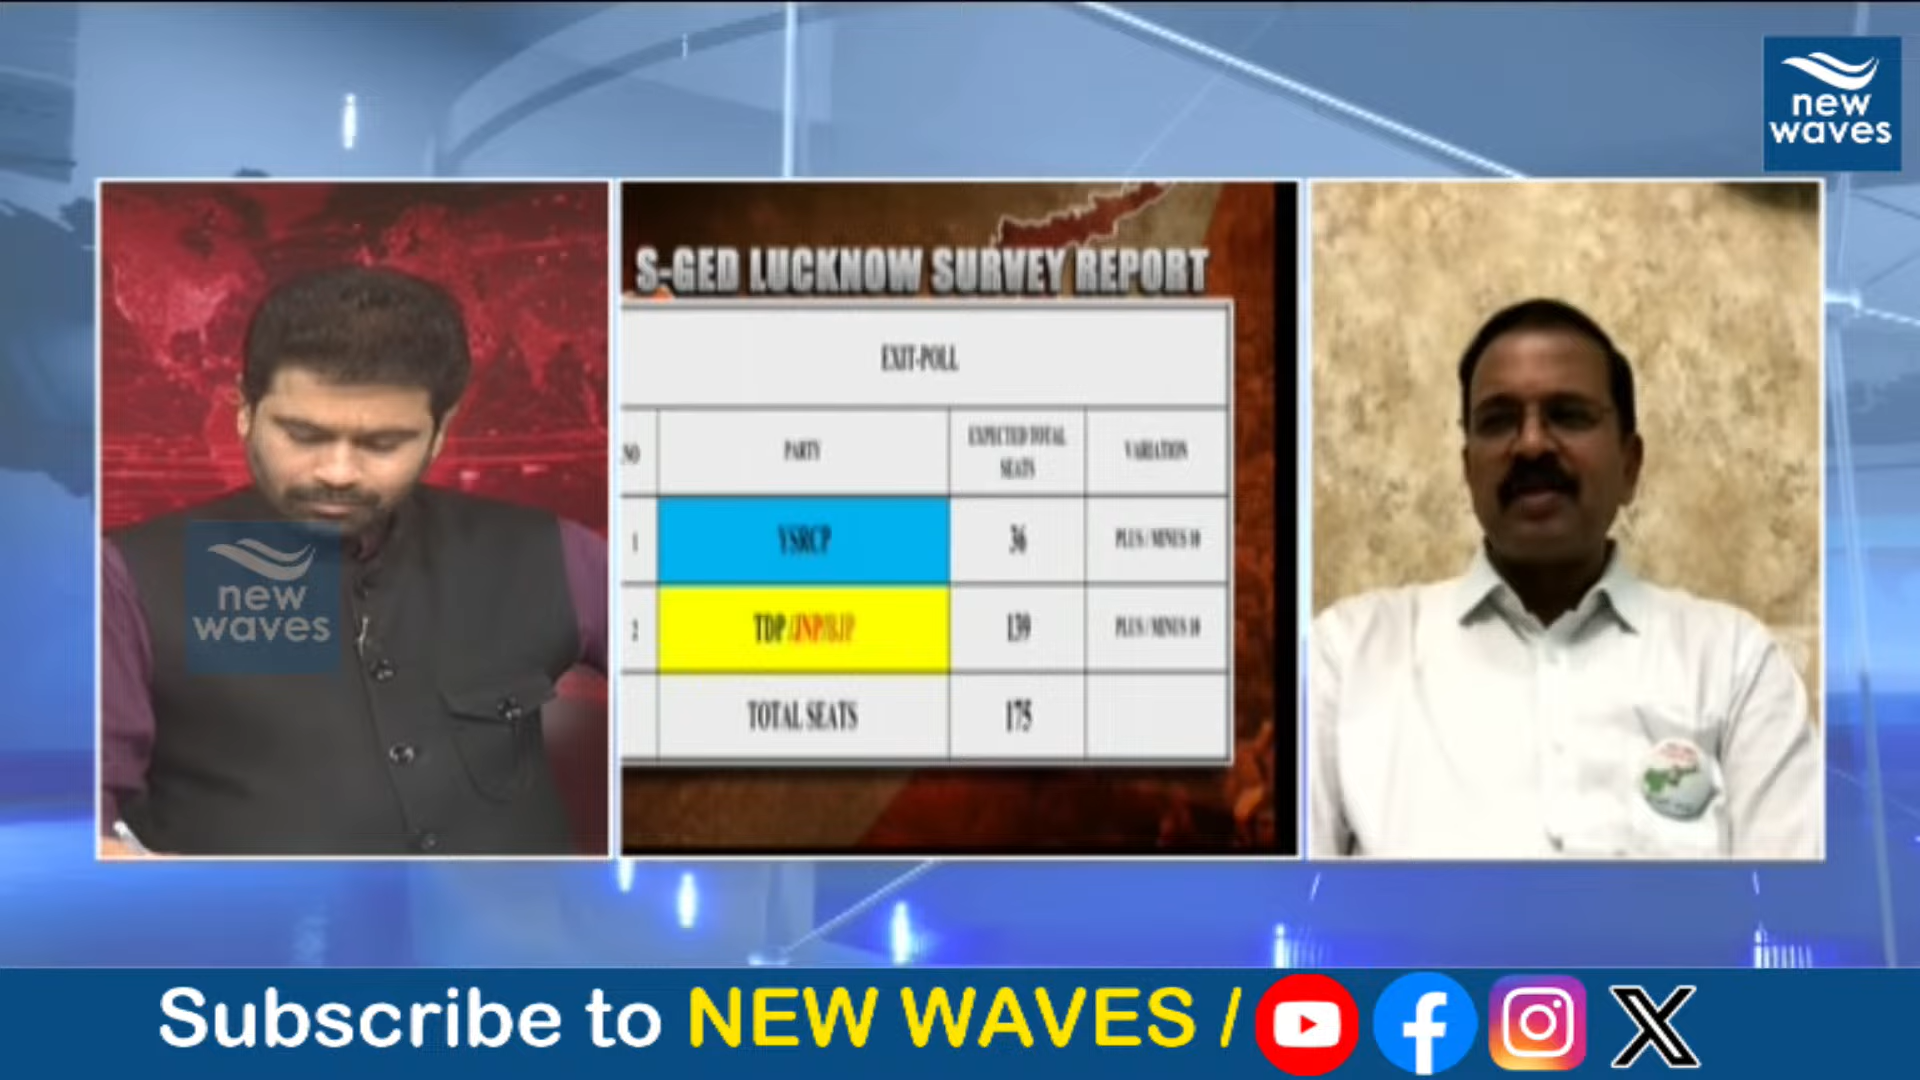 new
waves
S-GED LUCKNOW SURVEY REPORT
EXIT-POLL
NO
PARTY
EXPECTED TOTAL
SEATS
VARIATION
1
YSRCP
36
PLUS / MINUS 10
2
TDP /JNP/BJP
139
PLUS / MINUS 10
TOTAL SEATS
175
new
waves
Subscribe to NEW WAVES /